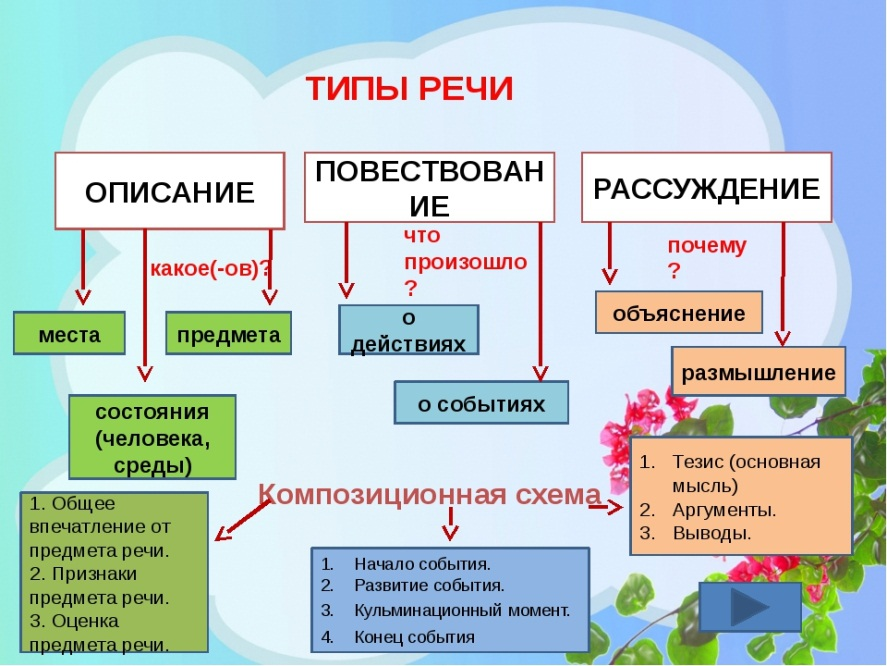 ТИПЫ РЕЧИ
ОПИСАНИЕ
ПОВЕСТВОВАН
ИЕ
РАССУЖДЕНИЕ
какое(-ов)?
что
произошло
?
почему
?
места
предмета
о
действиях
объяснение
размышление
состояния
(человека,
среды)
о событиях
Композиционная схема
1. Общее
впечатление от
предмета речи.
2. Признаки
предмета речи.
3. Оценка
предмета речи.
1. Начало события.
2. Развитие события.
3. Кульминационный момент.
4. Конец события
1. Тезис (основная
мысль)
2. Аргументы.
3. Выводы.